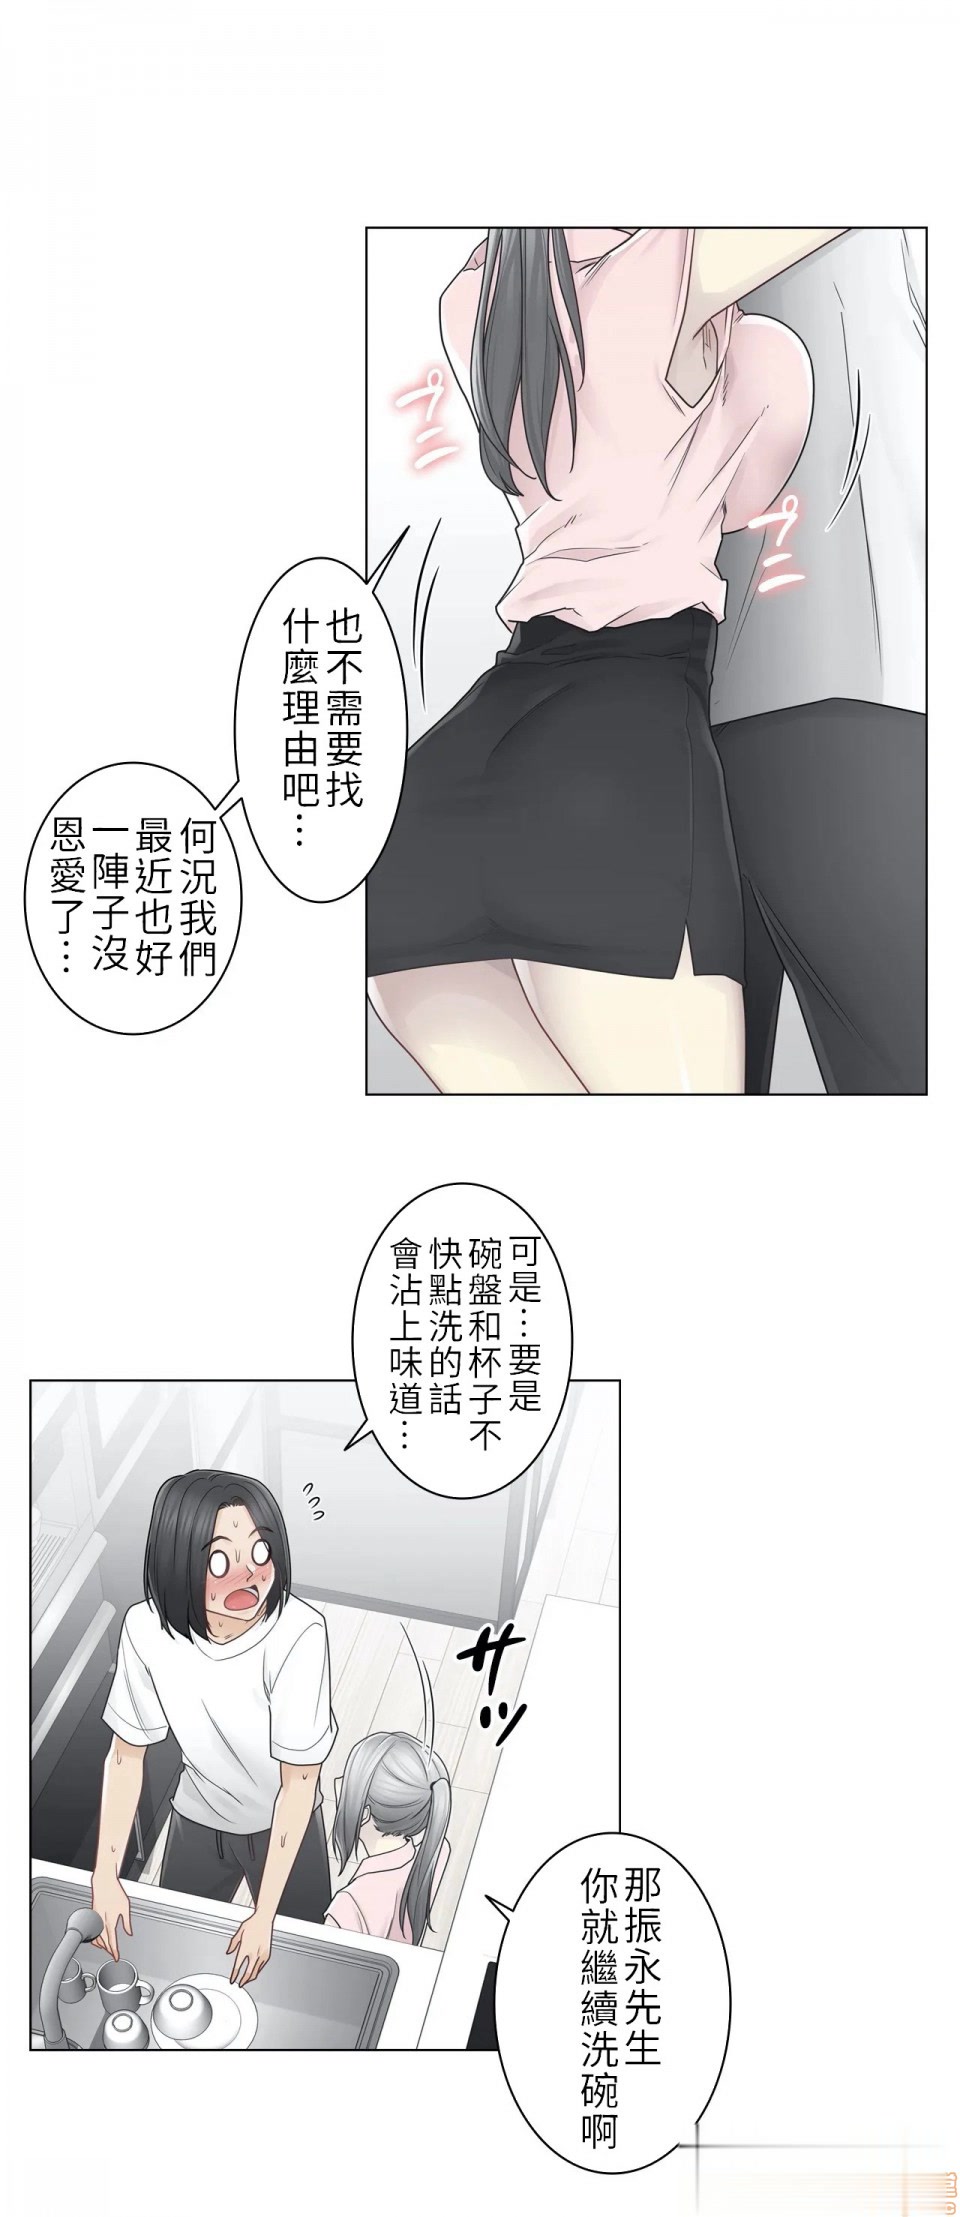 プニ
プニ
也不需要找
什麼理由吧…
何況我們
最近也好
一陣子沒
恩愛了…
可是…要是
碗盤和杯子不
快點洗的話
會沾上味道…
サッ
那振永先生
你就繼續洗碗啊